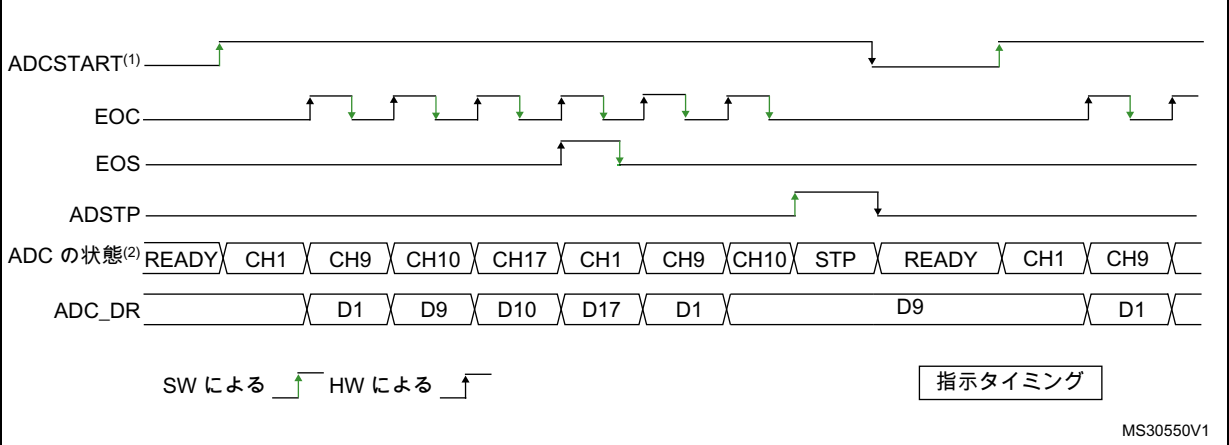 ADCSTART(1)
EOC
EOS
ADSTP
ADC の状態(2) READY CH1 CH9 CH10 CH17 CH1 CH9 CH10 STP READY CH1 CH9
ADC_DR D1 D9 D10 D17 D1 D9 D1
SW による HW による 指示タイミング
MS30550V1